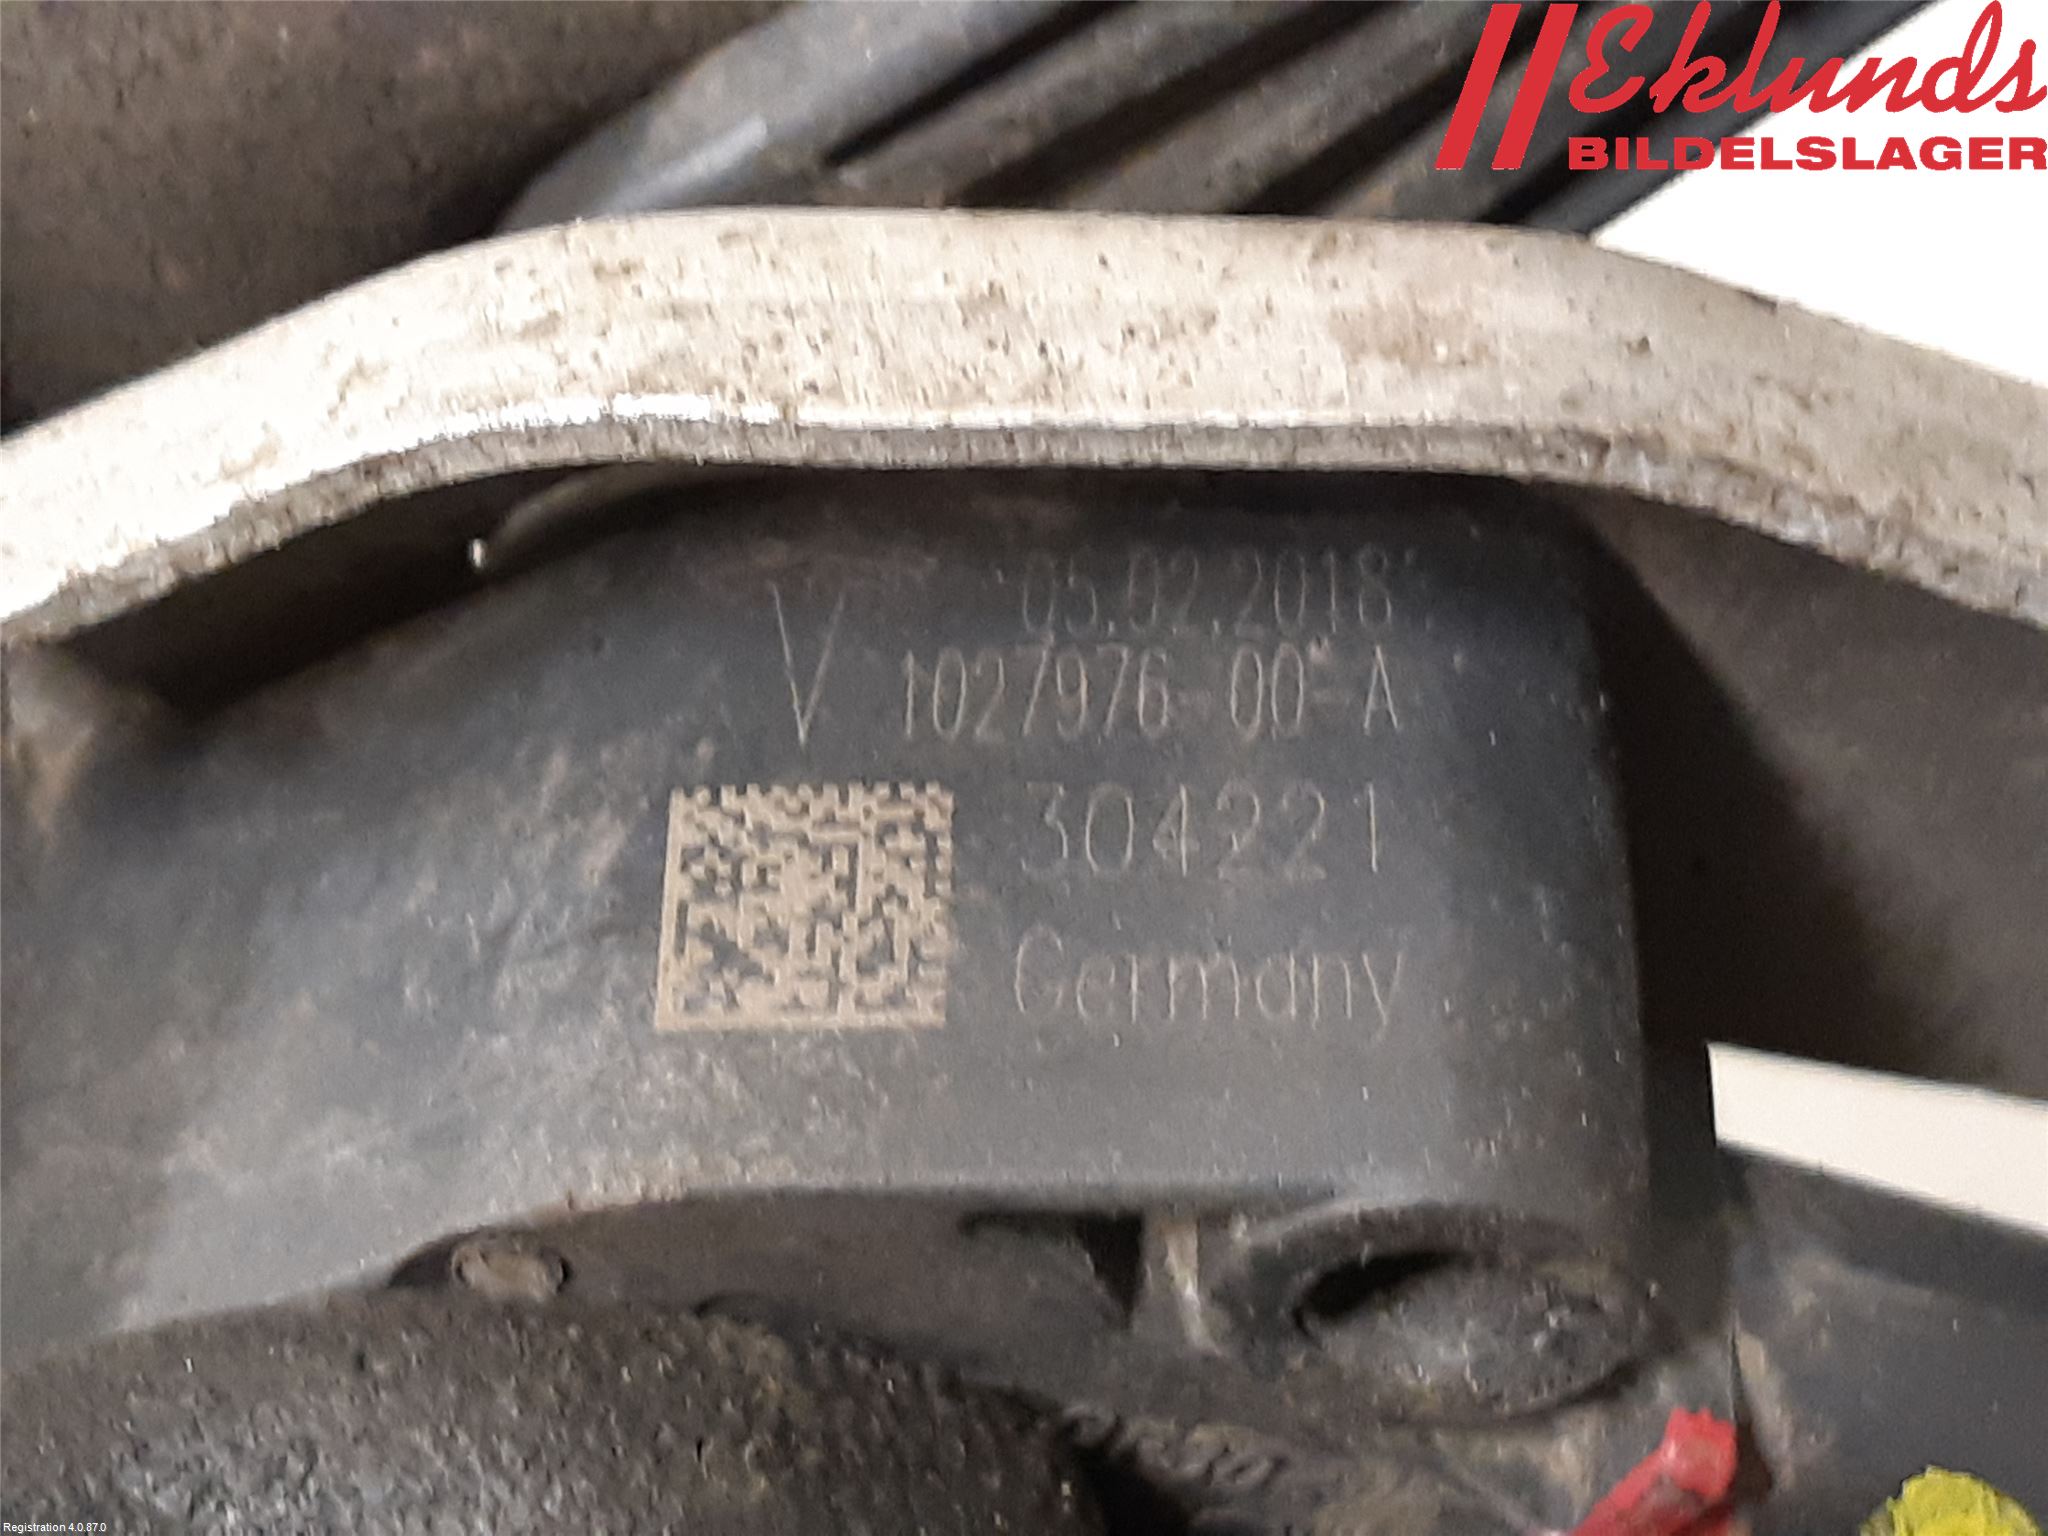 Eklunds
BILDELSLAGER
05.02.2018
V 1027976-00-A
304221
Germany
Registration 4.0.87.0